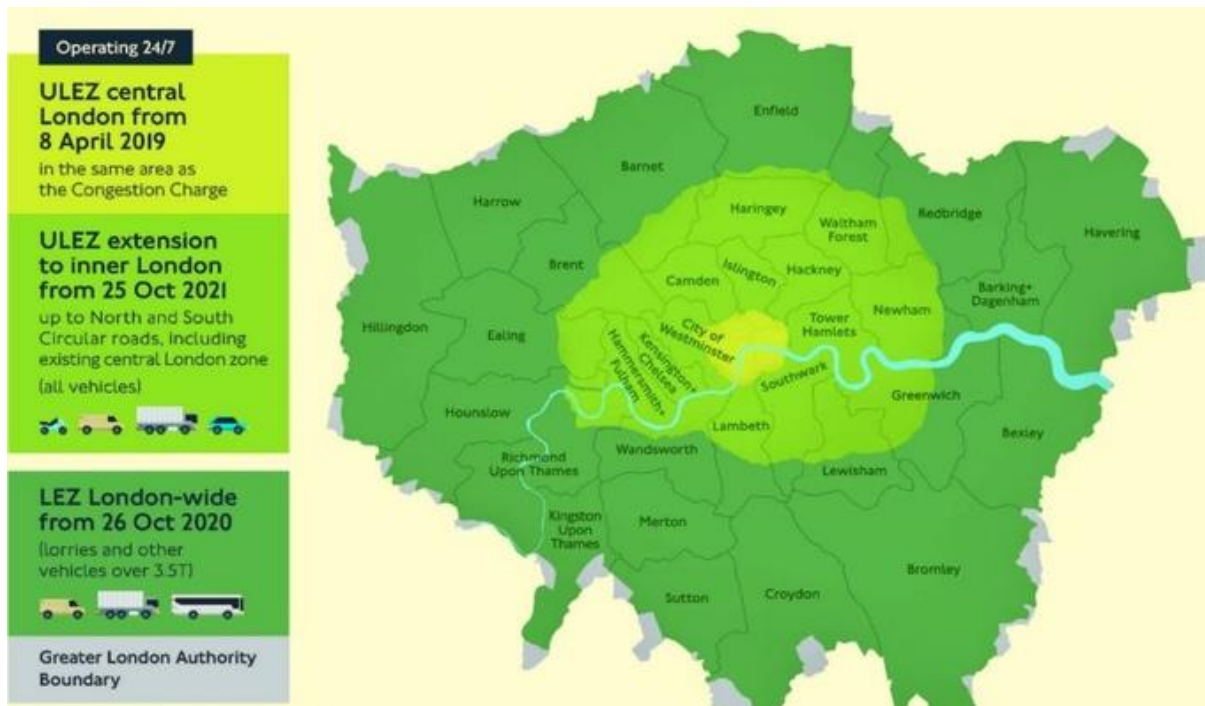 Operating 24/7
ULEZ central
London from
8 April 2019
in the same area as
the Congestion Charge
ULEZ extension
to inner London
from 25 Oct 2021
up to North and South
Circular roads, including
existing central London zone
(all vehicles)
LEZ London-wide
from 26 Oct 2020
(lorries and other
vehicles over 3.5T)
Greater London Authority
Boundary
Enfield
Barnet
Harrow
Haringey
Waltham
Forest
Redbridge
Havering
Brent
Camden
Islington
Hackney
Barking+
Dagenham
Hillingdon
Ealing
Newham
Tower
Hamlets
City of
Westminster
Kensington+
Chelsea
Hammersmith+
Fulham
Southwark
Greenwich
Hounslow
Lambeth
Bexley
Richmond
Upon Thames
Wandsworth
Lewisham
Kingston
Upon
Thames
Merton
Bromley
Sutton
Croydon